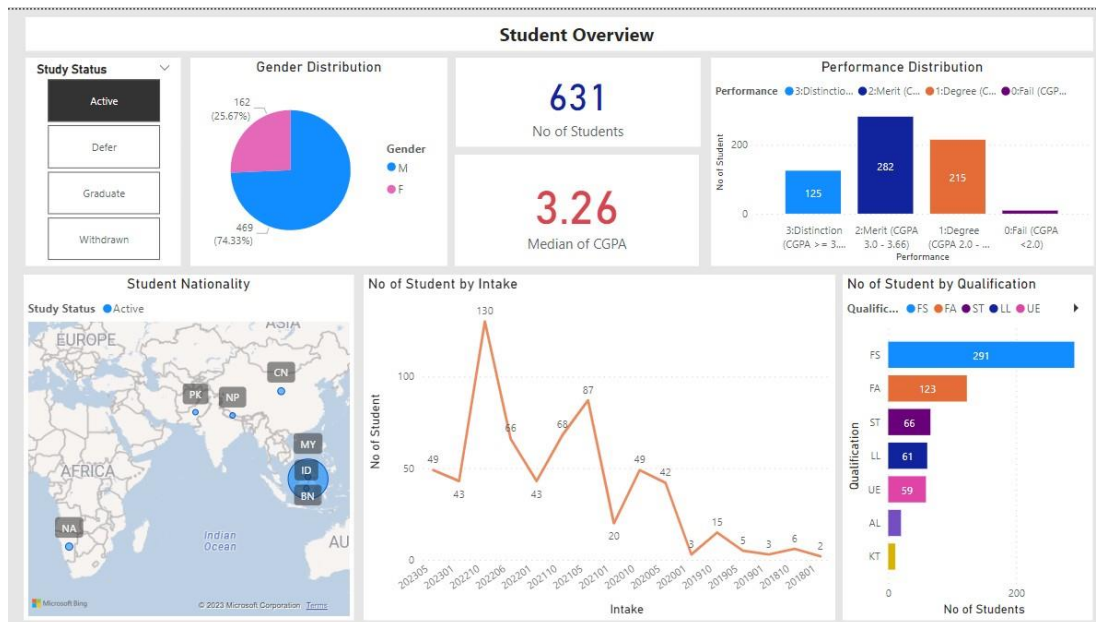 Student Overview
Study Status
Active
Defer
Graduate
Withdrawn
Gender Distribution
162
(25.67%)
469
(74.33%)
Gender
M
F
631
No of Students
3.26
Median of CGPA
Performance Distribution
Performance 3:Distinctio... 2:Merit (C... 1:Degree (C... 0:Fail (CGP...
No of Student
200
0
125
282
215
3:Distinction
(CGPA >= 3....
2:Merit (CGPA
3.0 - 3.66)
1:Degree
(CGPA 2.0 - ...
0:Fail (CGPA
<2.0)
Performance
Student Nationality
Study Status Active
EUROPE
ASIA
AFRICA
Indian
Ocean
AU
CN
PK
NP
MY
ID
BN
NA
Microsoft Bing
© 2023 Microsoft Corporation Terms
No of Student by Intake
No of Student
100
50
0
49
43
130
66
43
68
87
20
49
42
3
15
5
3
6
2
202305
202301
202210
202206
202201
202110
202105
202101
202010
202005
202001
201910
201905
201901
201810
201801
Intake
No of Student by Qualification
Qualific... FS FA ST LL UE
Qualification
FS
291
FA
123
ST
66
LL
61
UE
59
AL
KT
0
200
No of Students